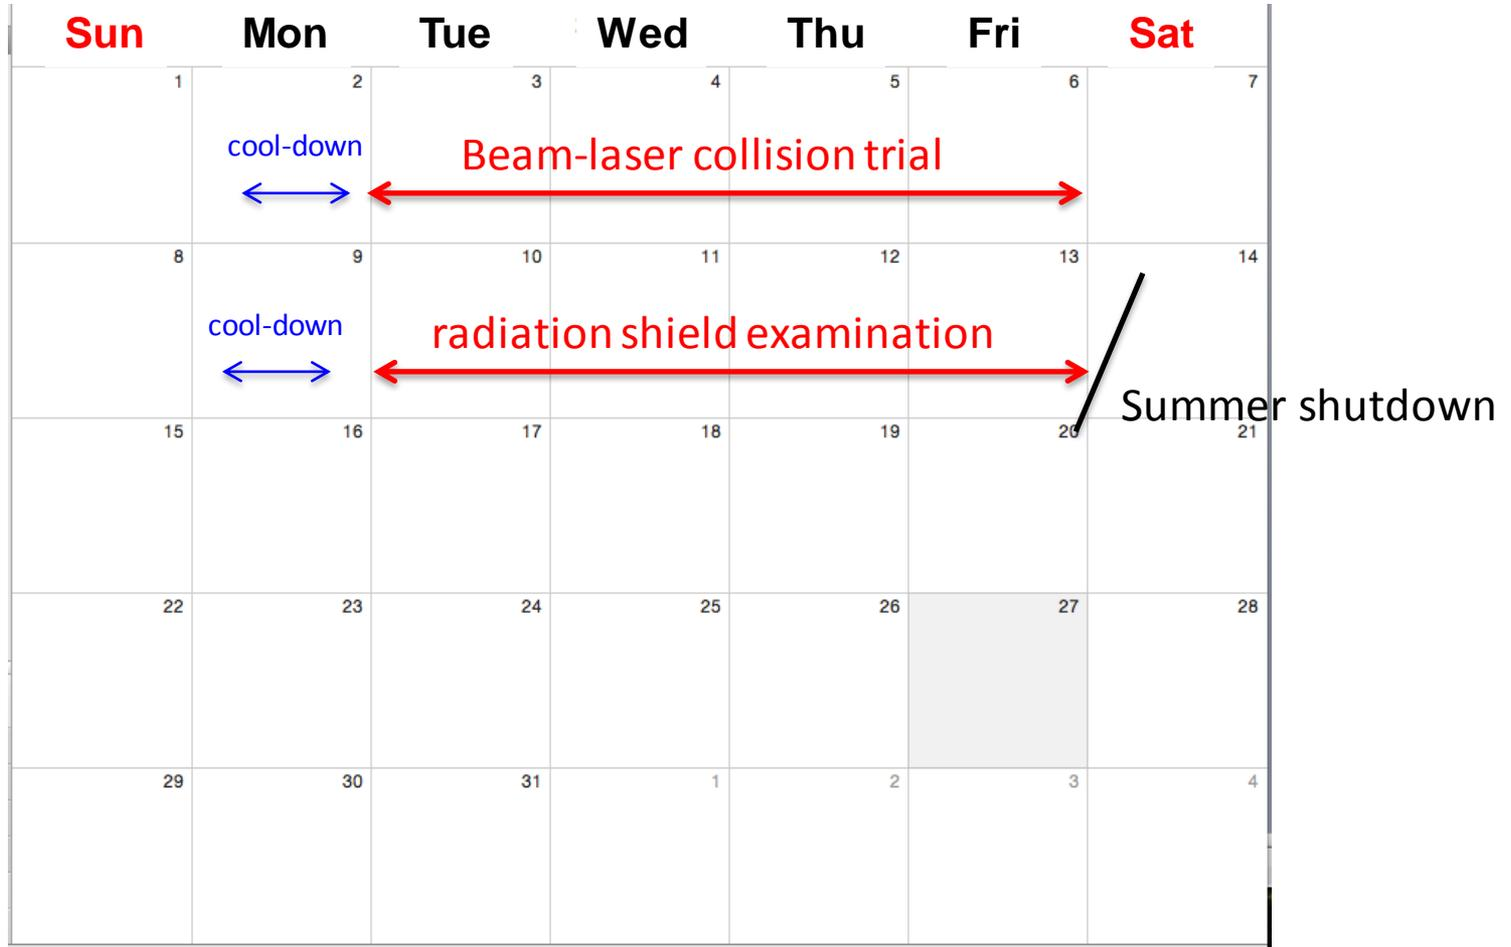 Sun Mon Tue Wed Thu Fri Sat
1 2 3 4 5 6 7
cool-down Beam-laser collision trial
8 9 10 11 12 13 14
cool-down radiation shield examination
Summer shutdown
15 16 17 18 19 20 21
22 23 24 25 26 27 28
29 30 31 1 2 3 4